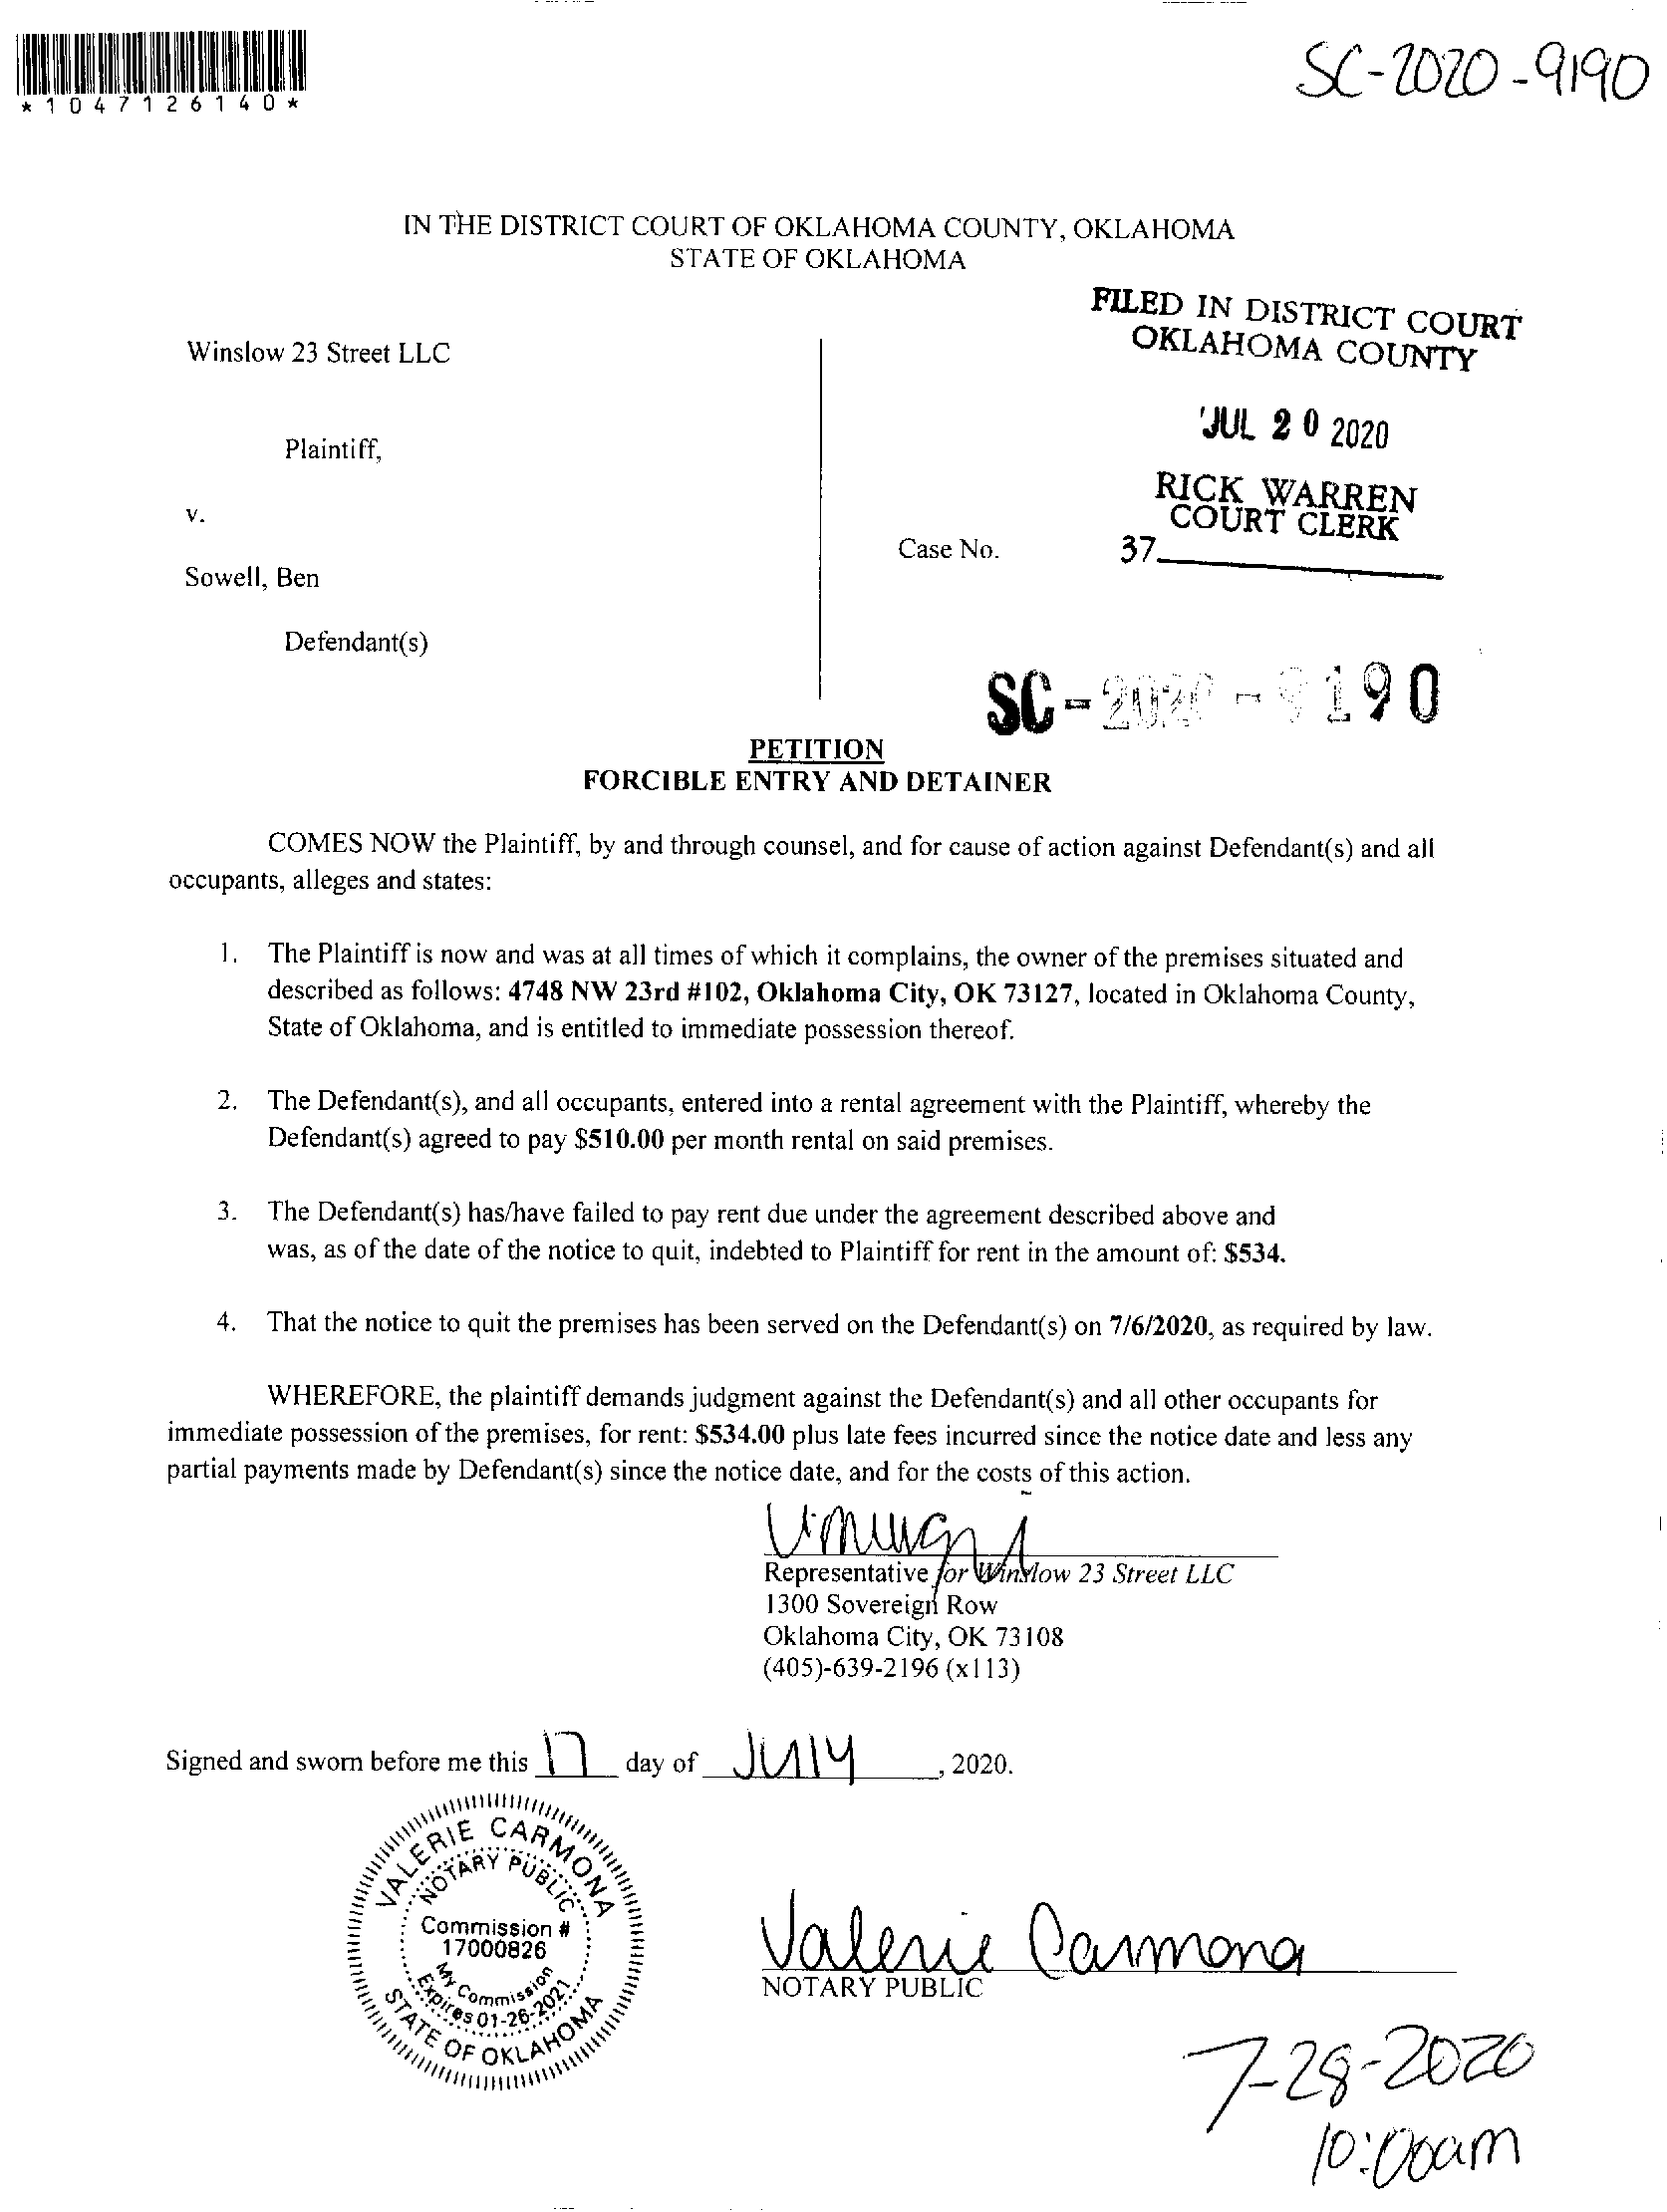 *1047126140*
SC-2020-9190
IN THE DISTRICT COURT OF OKLAHOMA COUNTY, OKLAHOMA
STATE OF OKLAHOMA
FILED IN DISTRICT COURT
OKLAHOMA COUNTY
Winslow 23 Street LLC
JUL 20 2020
Plaintiff,
RICK WARREN
COURT CLERK
v.
Case No.
37
Sowell, Ben
Defendant(s)
SC-2020-9190
PETITION
FORCIBLE ENTRY AND DETAINER
COMES NOW the Plaintiff, by and through counsel, and for cause of action against Defendant(s) and all
occupants, alleges and states:
1. The Plaintiff is now and was at all times of which it complains, the owner of the premises situated and
described as follows: 4748 NW 23rd #102, Oklahoma City, OK 73127, located in Oklahoma County,
State of Oklahoma, and is entitled to immediate possession thereof.
2. The Defendant(s), and all occupants, entered into a rental agreement with the Plaintiff, whereby the
Defendant(s) agreed to pay $510.00 per month rental on said premises.
3. The Defendant(s) has/have failed to pay rent due under the agreement described above and
was, as of the date of the notice to quit, indebted to Plaintiff for rent in the amount of: $534.
4. That the notice to quit the premises has been served on the Defendant(s) on 7/6/2020, as required by law.
WHEREFORE, the plaintiff demands judgment against the Defendant(s) and all other occupants for
immediate possession of the premises, for rent: $534.00 plus late fees incurred since the notice date and less any
partial payments made by Defendant(s) since the notice date, and for the costs of this action.
Representative for Winslow 23 Street LLC
1300 Sovereign Row
Oklahoma City, OK 73108
(405)-639-2196 (x113)
Signed and sworn before me this 17 day of JUlY, 2020.
VALERIE CARMONA
NOTARY PUBLIC
Commission #
17000826
My Commission
Expires 01-26-2021
STATE OF OKLAHOMA
Valerie Carmona
NOTARY PUBLIC
7-28-2020
10:00am